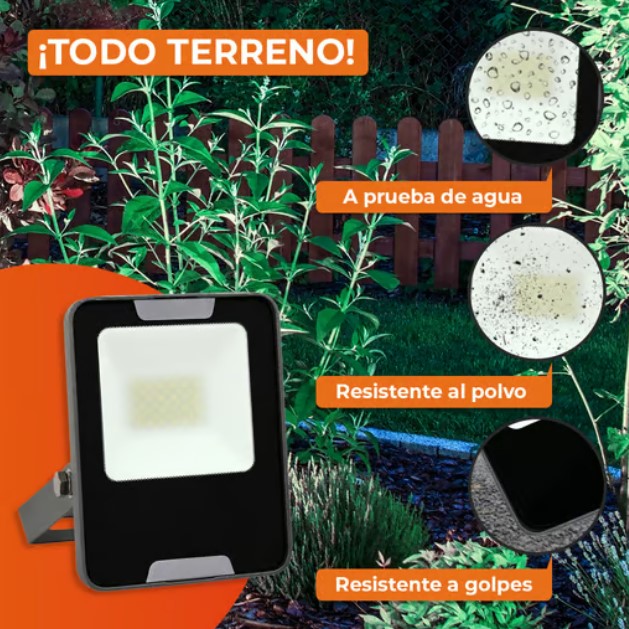 ¡TODO TERRENO!
A prueba de agua
Resistente al polvo
Resistente a golpes